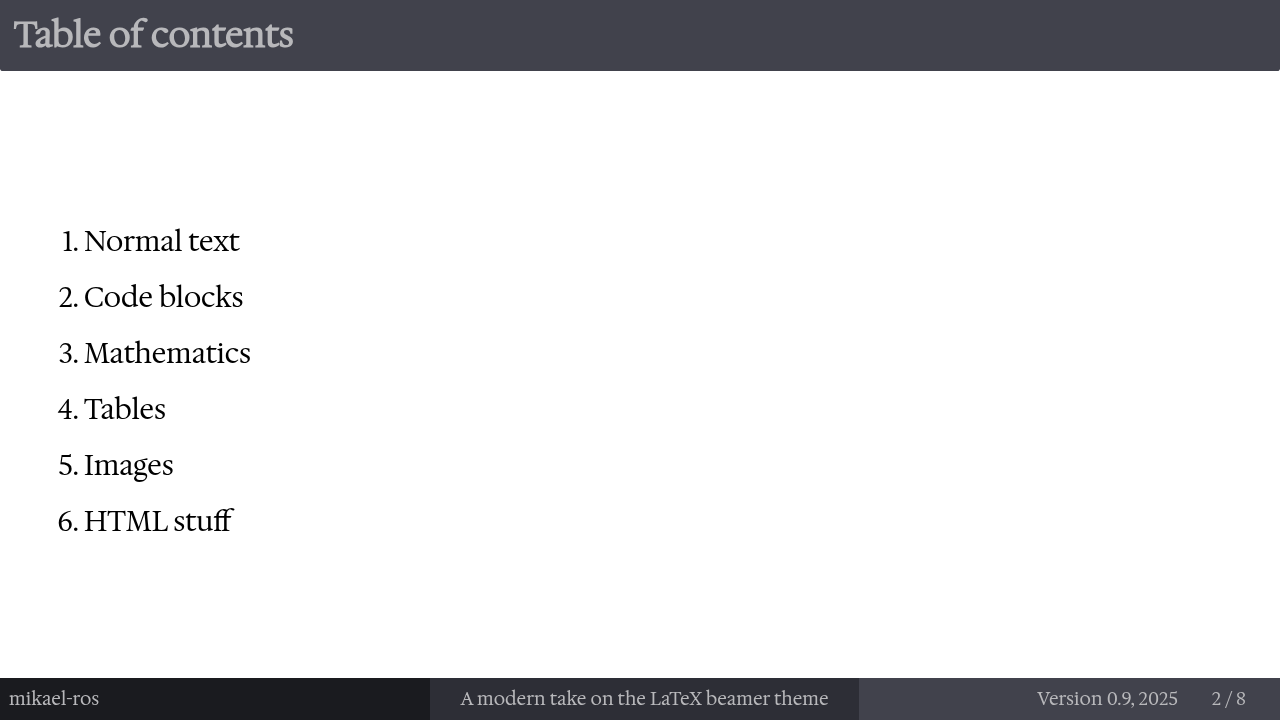 Table of contents
1. Normal text
2. Code blocks
3. Mathematics
4. Tables
5. Images
6. HTML stuff
mikael-ros
A modern take on the LaTeX beamer theme
Version 0.9, 2025 2 / 8